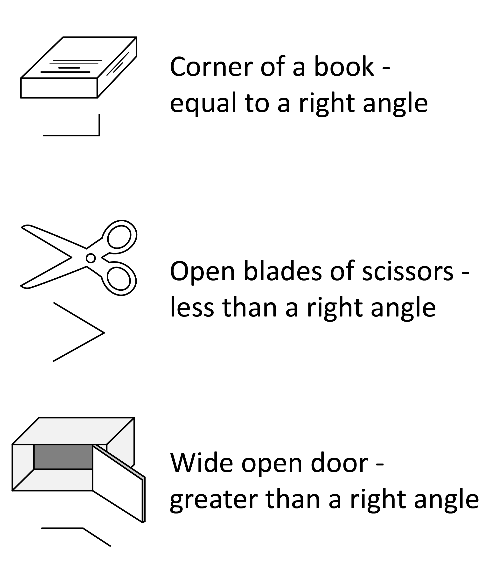 Corner of a book -
equal to a right angle
Open blades of scissors -
less than a right angle
Wide open door -
greater than a right angle